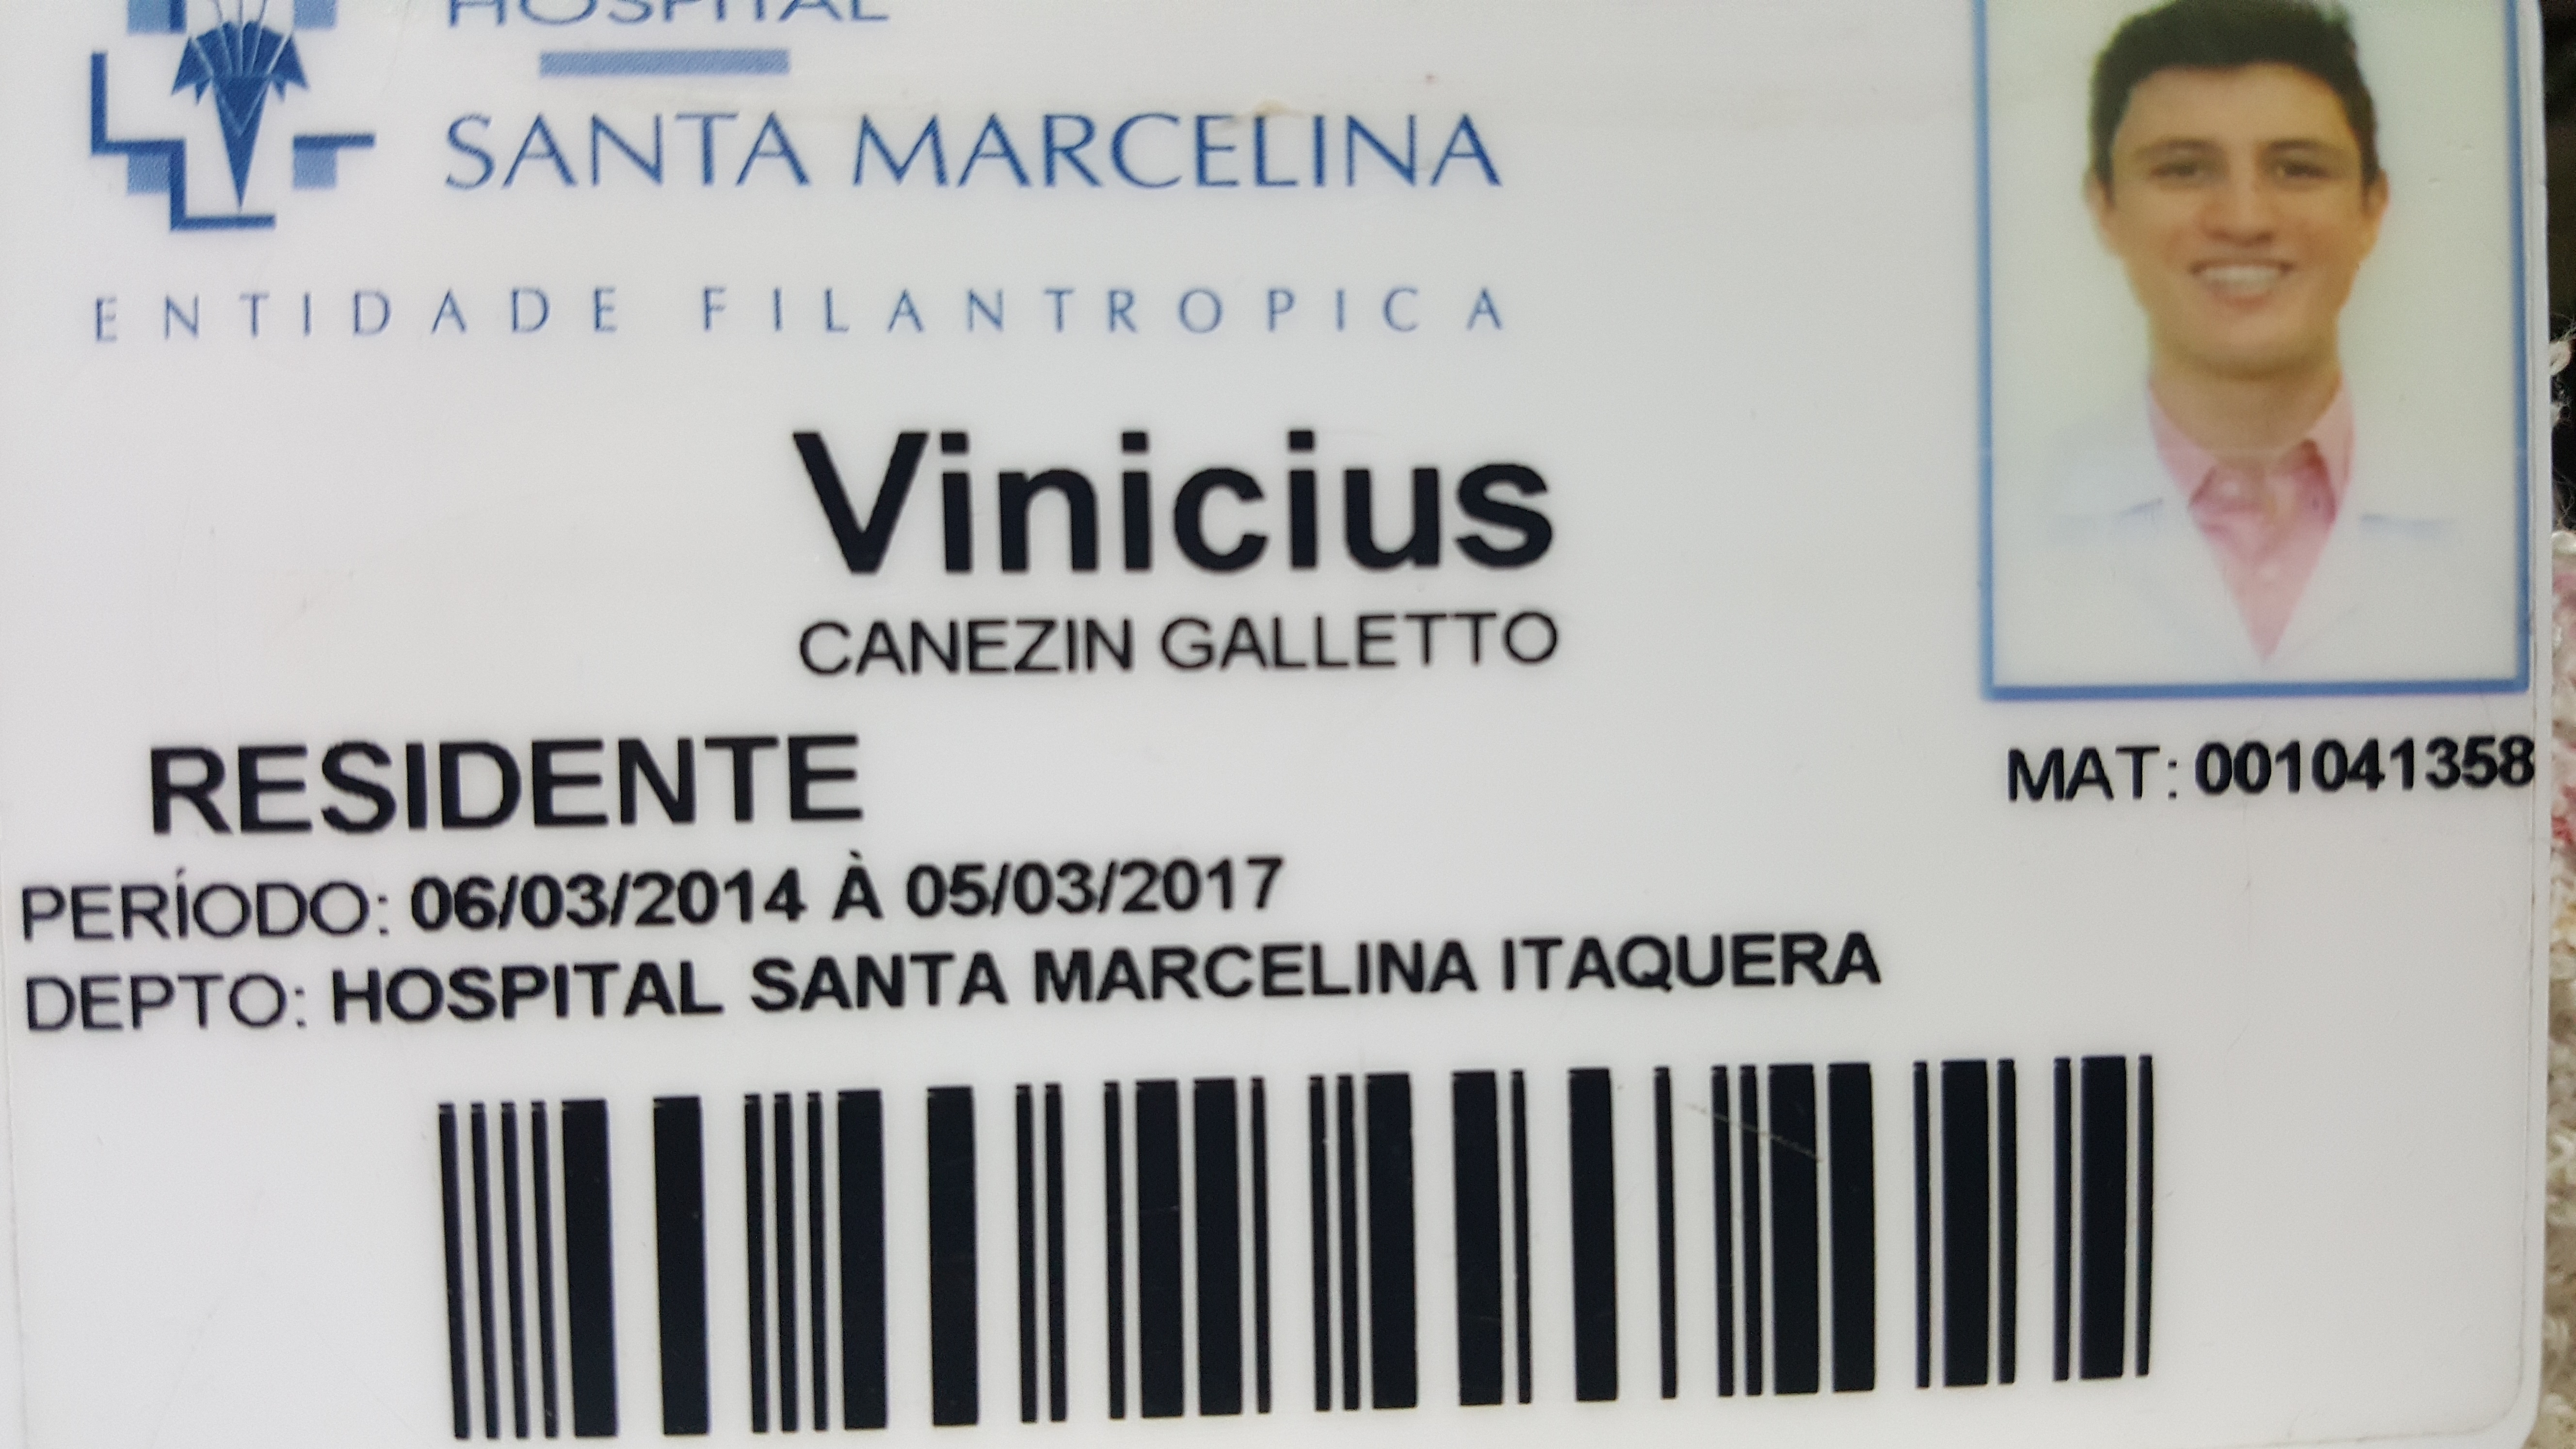 HOSPITAL
SANTA MARCELINA
ENTIDADE FILANTROPICA
Vinicius
CANEZIN GALLETTO
RESIDENTE
MAT: 001041358
PERÍODO: 06/03/2014 À 05/03/2017
DEPTO: HOSPITAL SANTA MARCELINA ITAQUERA